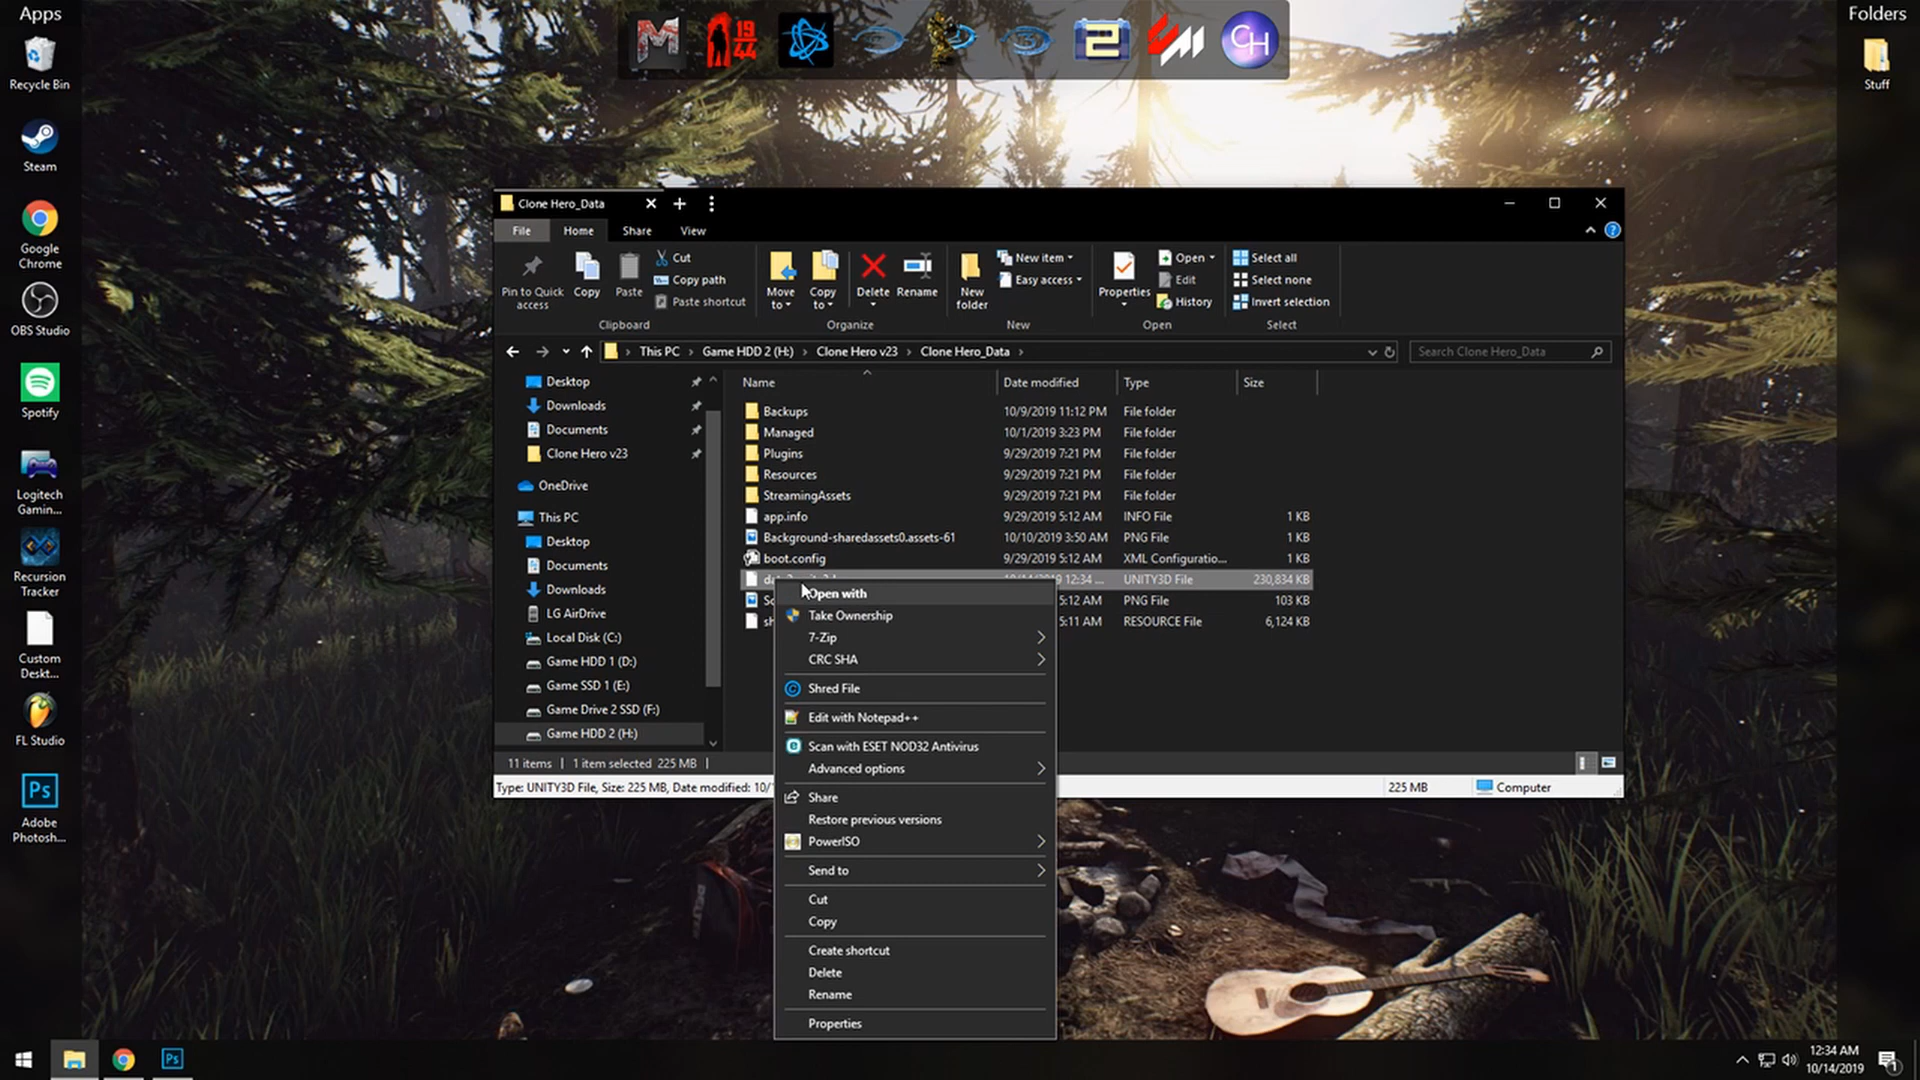 Apps
Folders
Recycle Bin
Steam
Google
Chrome
OBS Studio
Spotify
Logitech
Gamin...
Recursion
Tracker
Custom
Deskt...
FL Studio
Ps
Adobe
Photosh...
19
44
2
CH
Stuff
Clone Hero_Data
File Home Share View
Pin to Quick
access
Copy
Paste
Cut
Copy path
Paste shortcut
Clipboard
Move
to
Copy
to
Delete
Rename
Organize
New
folder
New item
Easy access
New
Properties
Open
Edit
History
Open
Select all
Select none
Invert selection
Select
This PC Game HDD 2 (H:) Clone Hero v23 Clone Hero_Data
Search Clone Hero_Data
Desktop
Downloads
Documents
Clone Hero v23
OneDrive
This PC
Desktop
Documents
Downloads
LG AirDrive
Local Disk (C:)
Game HDD 1 (D:)
Game SSD 1 (E:)
Game Drive 2 SSD (F:)
Game HDD 2 (H:)
Name Date modified Type Size
Backups 10/9/2019 11:12 PM File folder
Managed 10/1/2019 3:23 PM File folder
Plugins 9/29/2019 7:21 PM File folder
Resources 9/29/2019 7:21 PM File folder
StreamingAssets 9/29/2019 7:21 PM File folder
app.info 9/29/2019 5:12 AM INFO File 1 KB
Background-sharedassets0.assets-61 10/10/2019 3:50 AM PNG File 1 KB
boot.config 9/29/2019 5:12 AM XML Configuratio... 1 KB
10/14/2019 12:34 ... UNITY3D File 230,834 KB
5:12 AM PNG File 103 KB
5:11 AM RESOURCE File 6,124 KB
Open with
Take Ownership
7-Zip
CRC SHA
Shred File
Edit with Notepad++
Scan with ESET NOD32 Antivirus
Advanced options
Share
Restore previous versions
PowerISO
Send to
Cut
Copy
Create shortcut
Delete
Rename
Properties
11 items 1 item selected 225 MB
Type: UNITY3D File, Size: 225 MB, Date modified: 10/
225 MB
Computer
Ps
12:34 AM
10/14/2019
1